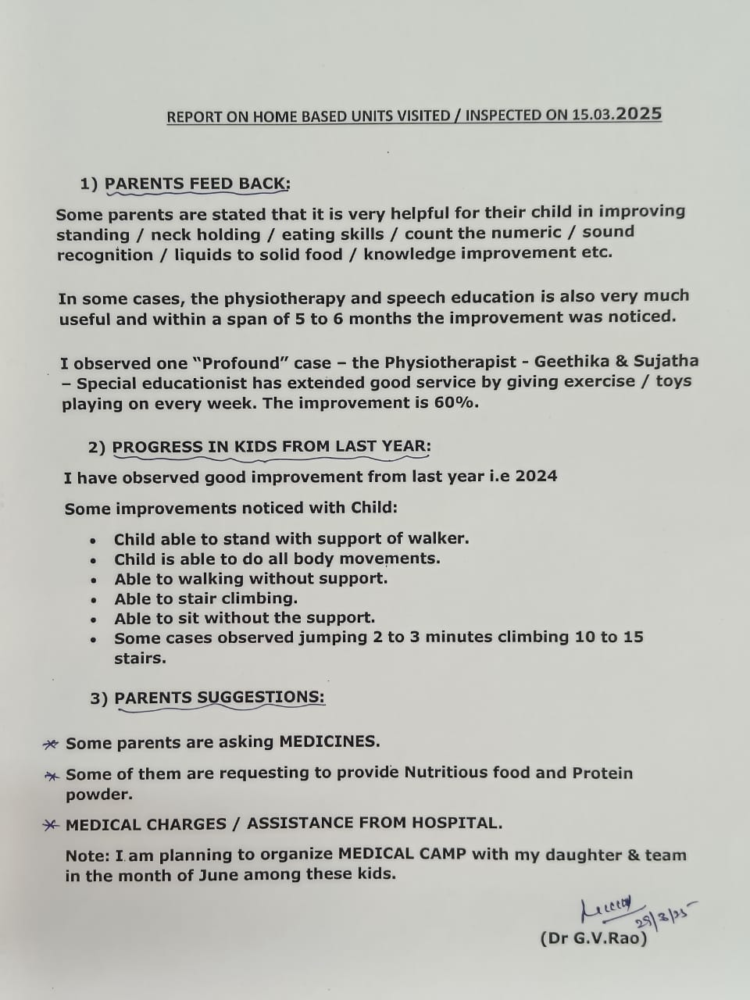 REPORT ON HOME BASED UNITS VISITED / INSPECTED ON 15.03.2025
1) PARENTS FEED BACK:
Some parents are stated that it is very helpful for their child in improving
standing / neck holding / eating skills / count the numeric / sound
recognition / liquids to solid food / knowledge improvement etc.
In some cases, the physiotherapy and speech education is also very much
useful and within a span of 5 to 6 months the improvement was noticed.
I observed one “Profound” case – the Physiotherapist - Geethika & Sujatha
– Special educationist has extended good service by giving exercise / toys
playing on every week. The improvement is 60%.
2) PROGRESS IN KIDS FROM LAST YEAR:
I have observed good improvement from last year i.e 2024
Some improvements noticed with Child:
• Child able to stand with support of walker.
• Child is able to do all body movements.
• Able to walking without support.
• Able to stair climbing.
• Able to sit without the support.
• Some cases observed jumping 2 to 3 minutes climbing 10 to 15
stairs.
3) PARENTS SUGGESTIONS:
* Some parents are asking MEDICINES.
* Some of them are requesting to provide Nutritious food and Protein
powder.
* MEDICAL CHARGES / ASSISTANCE FROM HOSPITAL.
Note: I am planning to organize MEDICAL CAMP with my daughter & team
in the month of June among these kids.
29/3/25
(Dr G.V.Rao)